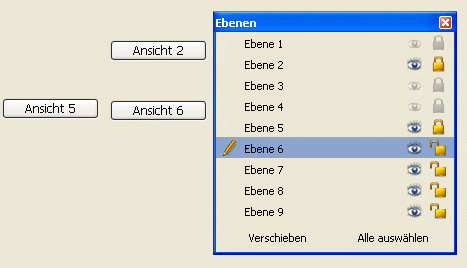 Ansicht 2
Ansicht 5
Ansicht 6
Ebenen
Ebene 1
Ebene 2
Ebene 3
Ebene 4
Ebene 5
Ebene 6
Ebene 7
Ebene 8
Ebene 9
Verschieben
Alle auswählen